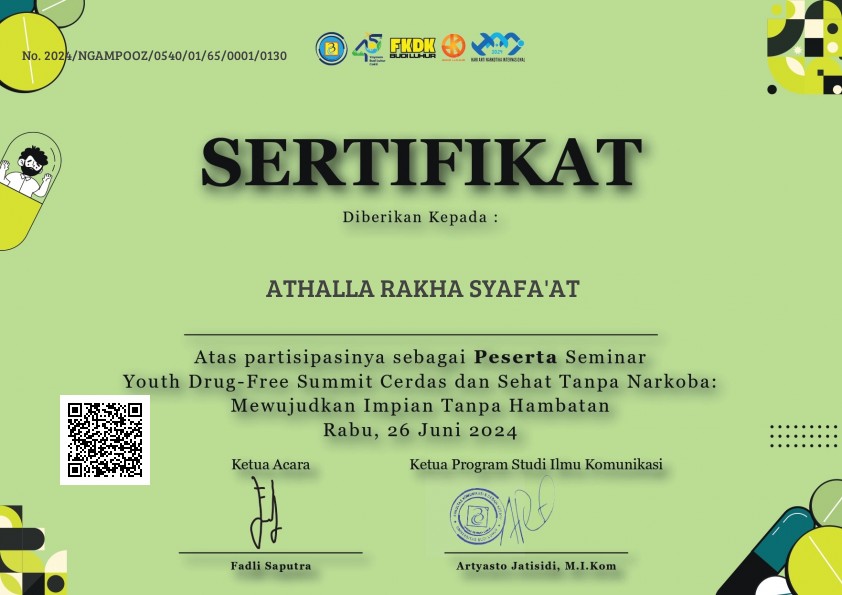 No. 2024/NGAMPOOZ/0540/01/65/0001/0130
FKDK
BUDI LUHUR
SERTIFIKAT
Diberikan Kepada :
ATHALLA RAKHA SYAFA'AT
Atas partisipasinya sebagai Peserta Seminar
Youth Drug-Free Summit Cerdas dan Sehat Tanpa Narkoba:
Mewujudkan Impian Tanpa Hambatan
Rabu, 26 Juni 2024
Ketua Acara
Ketua Program Studi Ilmu Komunikasi
Fadli Saputra
Artyasto Jatisidi, M.I.Kom